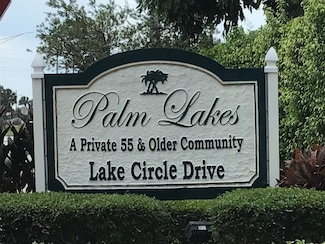 Palm Lakes
A Private 55 & Older Community
Lake Circle Drive